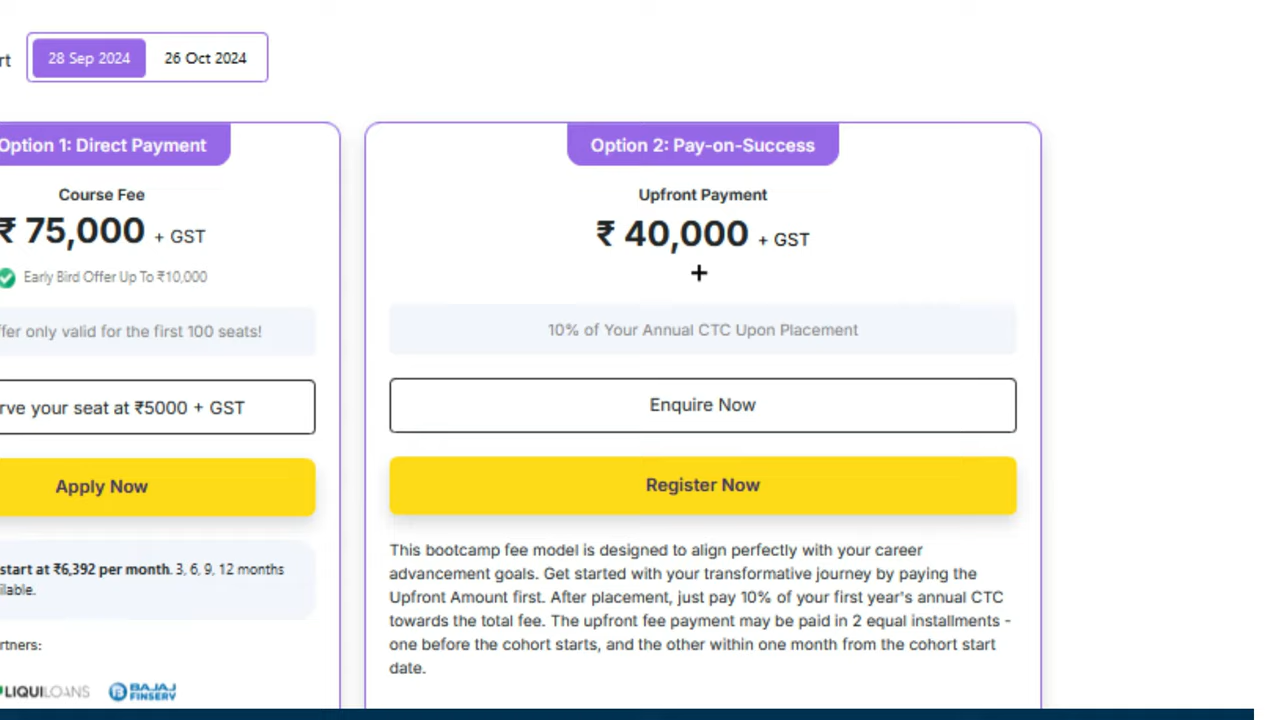 rt 28 Sep 2024 26 Oct 2024
Option 1: Direct Payment
Course Fee
₹ 75,000 + GST
Early Bird Offer Up To ₹10,000
ffer only valid for the first 100 seats!
rve your seat at ₹5000 + GST
Apply Now
start at ₹6,392 per month. 3, 6, 9, 12 months
ilable.
rtners:
LIQUILOANS BAJAJ FINSERV
Option 2: Pay-on-Success
Upfront Payment
₹ 40,000 + GST
+
10% of Your Annual CTC Upon Placement
Enquire Now
Register Now
This bootcamp fee model is designed to align perfectly with your career
advancement goals. Get started with your transformative journey by paying the
Upfront Amount first. After placement, just pay 10% of your first year's annual CTC
towards the total fee. The upfront fee payment may be paid in 2 equal installments -
one before the cohort starts, and the other within one month from the cohort start
date.